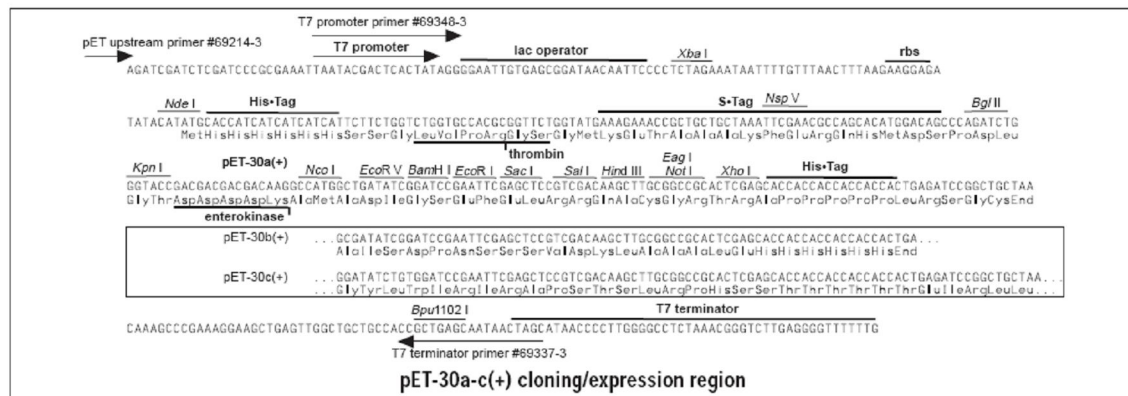 T7 promoter primer #69348-3
pET upstream primer #69214-3
T7 promoter lac operator Xba I rbs
AGATCGATCTCGATCCCGCGAAATTAATACGACTCACTATAGGGGAATTGTGAGCGGATAACAATTCCCCTCTAGAAATAATTTTGTTTAACTTTAAGAAGGAGA
Nde I His•Tag S•Tag Nsp V Bgl II
TATACATATGCACCATCATCATCATCATTCTTCTGGTCTGGTGCCACGCGGTTCTGGTATGAAAGAAACCGCTGCTGCTAAATTCGAACGCCAGCACATGGACAGCCCAGATCTG
MetHisHisHisHisHisHisSerSerGlyLeuValProArgGlySerGlyMetLysGluThrAlaAlaAlaLysPheGluArgGlnHisMetAspSerProAspLeu
thrombin
Kpn I pET-30a(+) Nco I EcoR V BamH I EcoR I Sac I Sal I Hind III Eag I Not I Xho I His•Tag
GGTACCGACGACGACGACAAGGCCATGGCTGATATCGGATCCGAATTCGAGCTCCGTCGACAAGCTTGCGGCCGCACTCGAGCACCACCACCACCACCACTGAGATCCGGCTGCTAA
GlyThrAspAspAspAspLysAlaMetAlaAspIleGlySerGluPheGluLeuArgArgGlnAlaCysGlyArgThrArgAlaProProProProProProLeuArgSerGlyCysEnd
enterokinase
pET-30b(+) ...GCGATATCGGATCCGAATTCGAGCTCCGTCGACAAGCTTGCGGCCGCACTCGAGCACCACCACCACCACCACTGA...
AlaIleSerAspProAsnSerSerSerValAspLysLeuAlaAlaAlaLeuGluHisHisHisHisHisHisEnd
pET-30c(+) ...GGATATCTGTGGATCCGAATTCGAGCTCCGTCGACAAGCTTGCGGCCGCACTCGAGCACCACCACCACCACCACTGAGATCCGGCTGCTAA...
GlyTyrLeuTrpIleArgIleArgAlaProSerThrSerLeuArgProHisSerSerThrThrThrThrThrThrGluIleArgLeuLeu...
Bpu1102 I T7 terminator
CAAAGCCCGAAAGGAAGCTGAGTTGGCTGCTGCCACCGCTGAGCAATAACTAGCATAACCCCTTGGGGCCTCTAAACGGGTCTTGAGGGGTTTTTTG
T7 terminator primer #69337-3
pET-30a-c(+) cloning/expression region